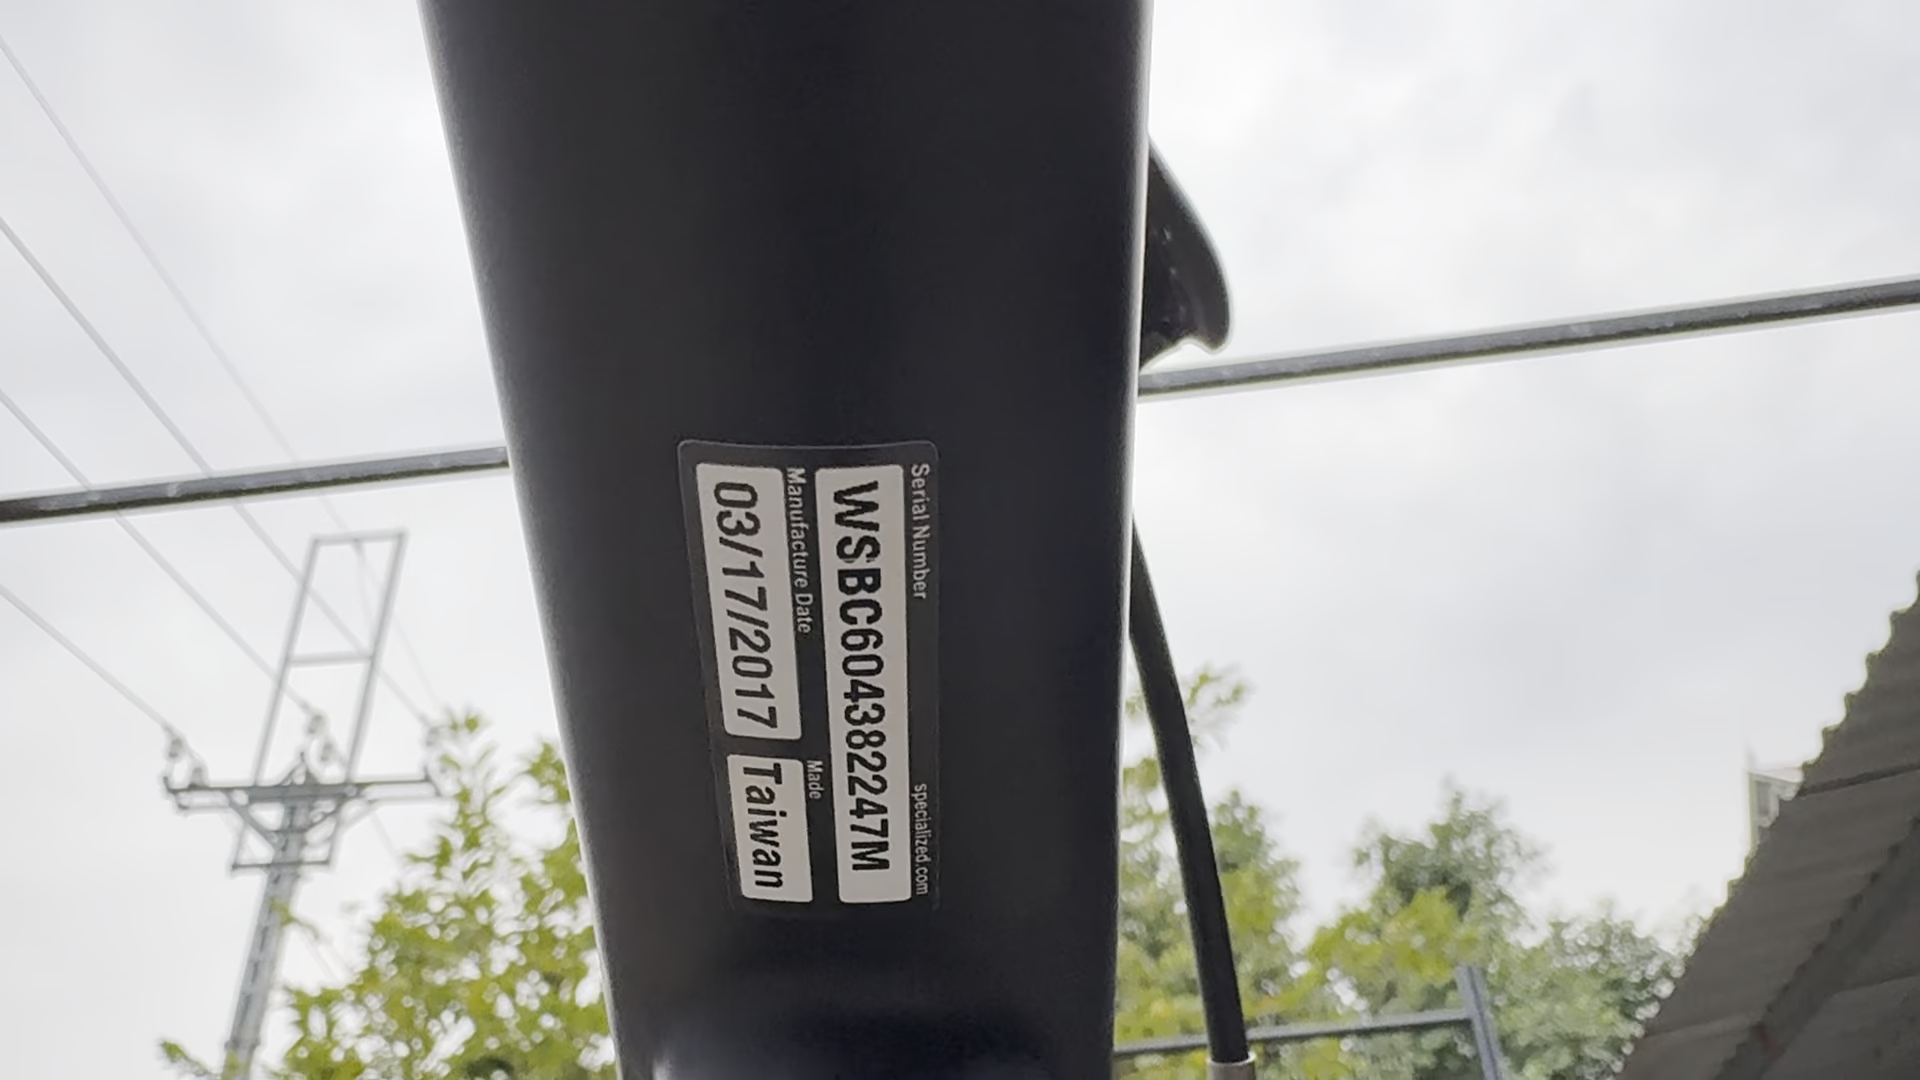 Serial Number specialized.com
WSBC604382247M
Manufacture Date Made
03/17/2017 Taiwan